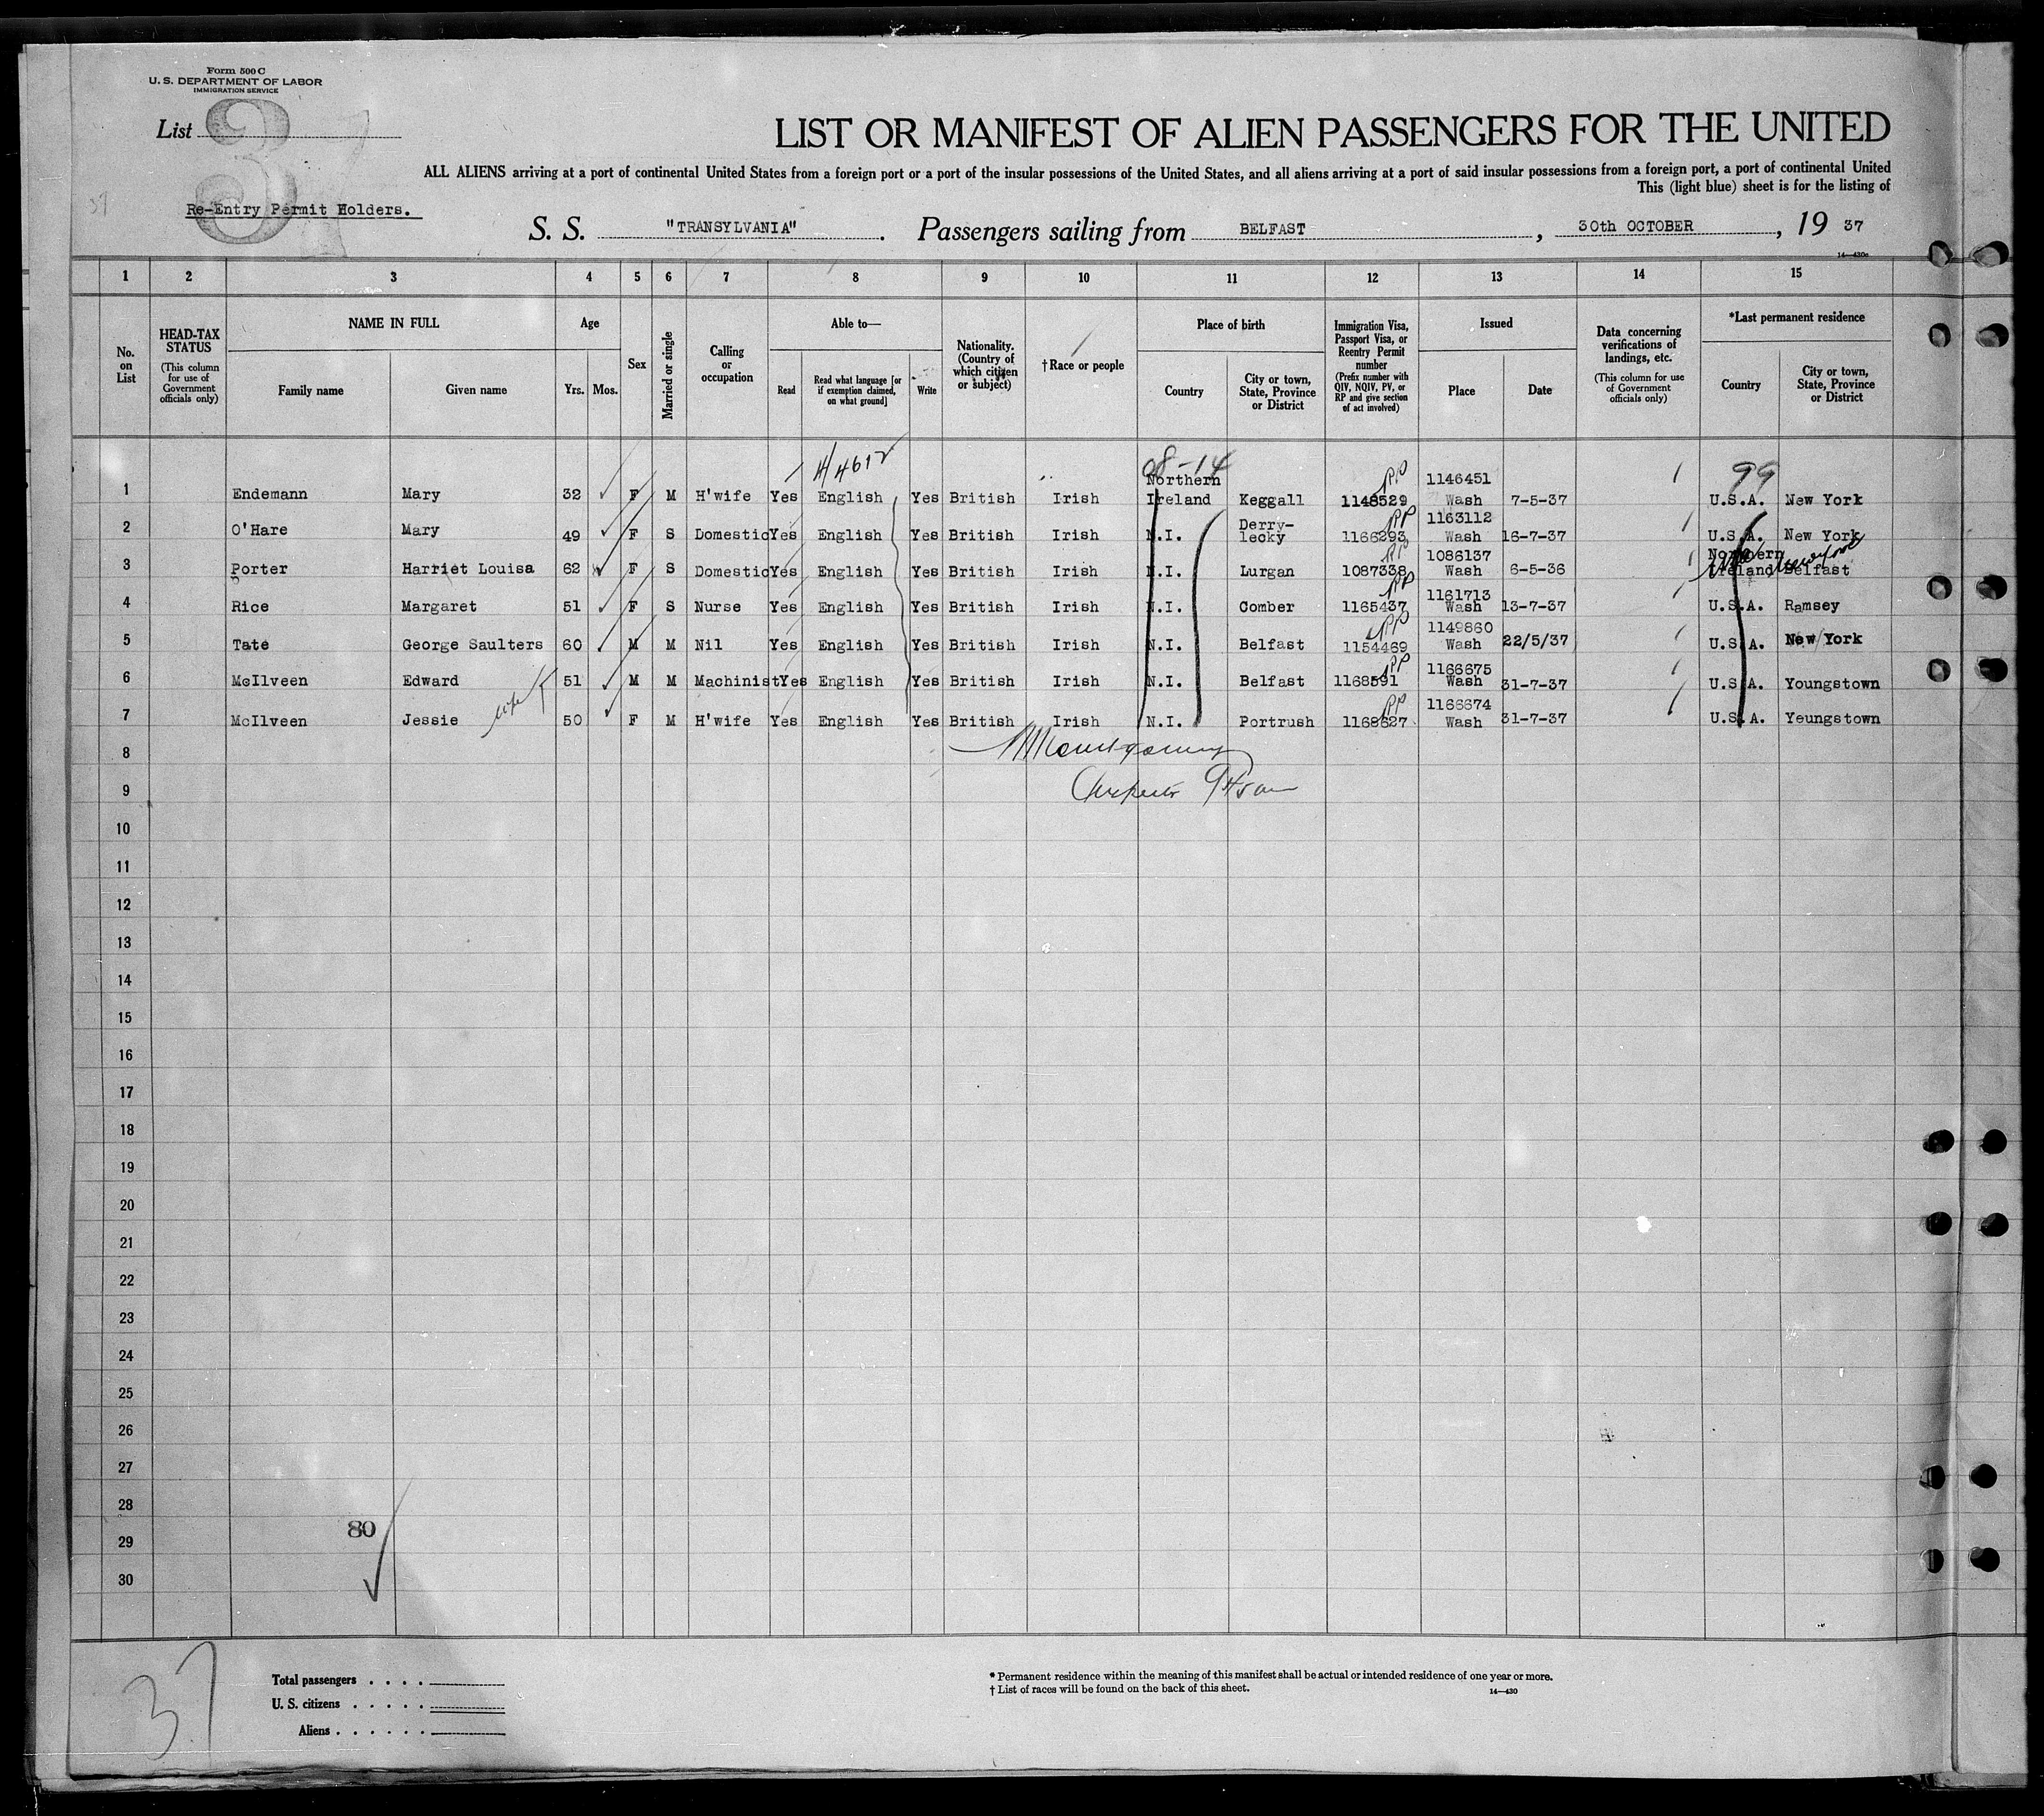 Form 500 C
U. S. DEPARTMENT OF LABOR
IMMIGRATION SERVICE
List
37
LIST OR MANIFEST OF ALIEN PASSENGERS FOR THE UNITED
ALL ALIENS arriving at a port of continental United States from a foreign port or a port of the insular possessions of the United States, and all aliens arriving at a port of said insular possessions from a foreign port, a port of continental United
This (light blue) sheet is for the listing of
37
Re-Entry Permit Holders.
S. S. "TRANSYLVANIA". Passengers sailing from BELFAST, 30th OCTOBER, 19 37
14—430c
1 2 3 4 5 6 7 8 9 10 11 12 13 14 15
No. on List
HEAD-TAX STATUS
(This column for use of Government officials only)
NAME IN FULL
Family name
Given name
Age
Yrs. Mos.
Sex
Married or single
Calling or occupation
Able to—
Read
Read what language [or if exemption claimed, on what ground]
Write
Nationality. (Country of which citizen or subject)
† Race or people
Place of birth
Country
City or town, State, Province or District
Immigration Visa, Passport Visa, or Reentry Permit number
(Prefix number with QIV, NQIV, PV, or RP and give section of act involved)
Issued
Place
Date
Data concerning verifications of landings, etc.
(This column for use of Government officials only)
*Last permanent residence
Country
City or town, State, Province or District
4/4612 08-14 99
1 Endemann Mary 32 F M H'wife Yes English Yes British Irish Northern Ireland Keggall RP 1148529 1146451 Wash 7-5-37 U.S.A. New York
2 O'Hare Mary 49 F S Domestic Yes English Yes British Irish N.I. Derry-lecky RP 1166293 1163112 Wash 16-7-37 U.S.A. New York
3 Porter Harriet Louisa 62 F S Domestic Yes English Yes British Irish N.I. Lurgan RP 1087338 1086137 Wash 6-5-36 Northern Ireland Belfast New York
4 Rice Margaret 51 F S Nurse Yes English Yes British Irish N.I. Comber RP 1165437 1161713 Wash 13-7-37 U.S.A. Ramsey
5 Tate George Saulters 60 M M Nil Yes English Yes British Irish N.I. Belfast RP 1154469 1149860 Wash 22/5/37 U.S.A. New York
6 McIlveen Edward 51 M M Machinist Yes English Yes British Irish N.I. Belfast RP 1168591 1166675 Wash 31-7-37 U.S.A. Youngstown
7 McIlveen Jessie wife 50 F M H'wife Yes English Yes British Irish N.I. Portrush RP 1168627 1166674 Wash 31-7-37 U.S.A. Yeungstown
8 Montgomery
9
10
11
12
13
14
15
16
17
18
19
20
21
22
23
24
25
26
27
28
80
29
30
37
Total passengers . . . .
U. S. citizens . . . . .
Aliens . . . . . .
* Permanent residence within the meaning of this manifest shall be actual or intended residence of one year or more.
† List of races will be found on the back of this sheet.
14—430